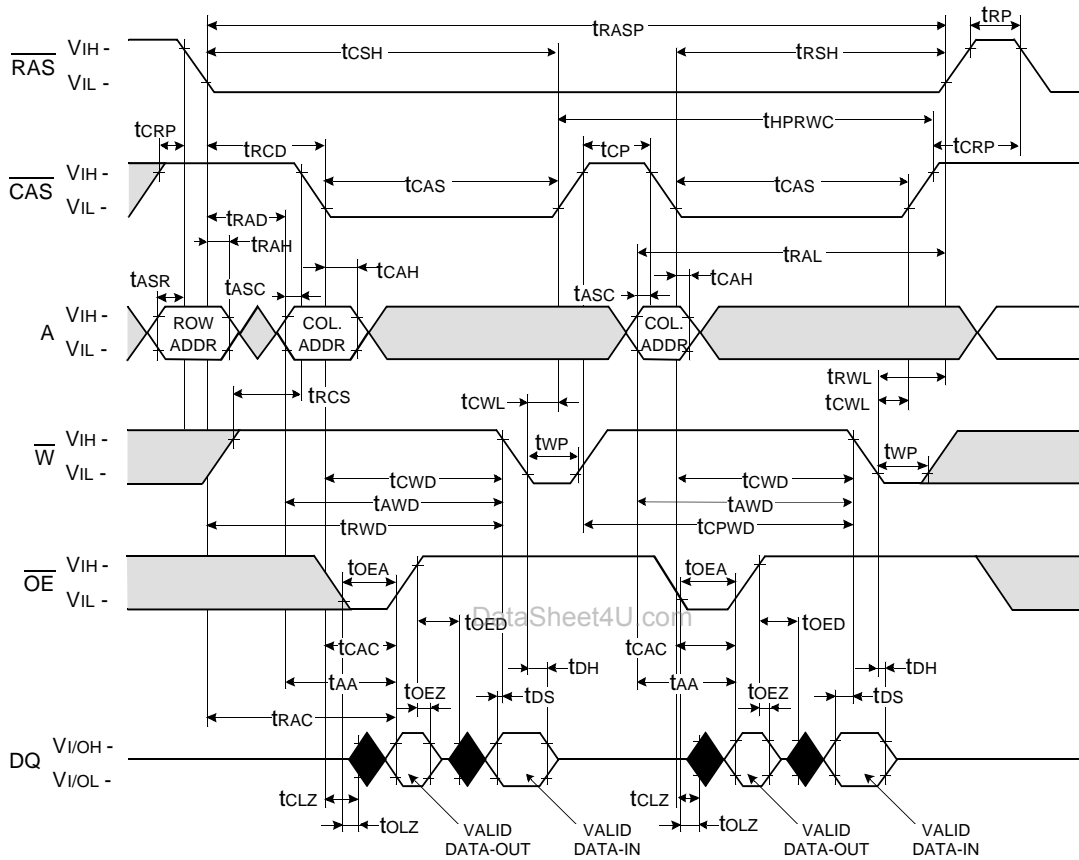 tRASP
tRP
tCSH
tRSH
RAS
VIH -
VIL -
tHPRWC
tCRP
tRCD
tCP
tCRP
CAS
VIH -
VIL -
tCAS
tCAS
tRAD
tRAH
tCAH
tRAL
tCAH
tASR
tASC
tASC
A
VIH -
VIL -
ROW
ADDR
COL.
ADDR
COL.
ADDR
tRCS
tRWL
tCWL
tCWL
W
VIH -
VIL -
tWP
tWP
tCWD
tCWD
tAWD
tAWD
tRWD
tCPWD
OE
VIH -
VIL -
tOEA
tOEA
DataSheet4U.com
tOED
tOED
tCAC
tCAC
tDH
tDH
tAA
tAA
tOEZ
tDS
tOEZ
tDS
tRAC
DQ
VI/OH -
VI/OL -
tCLZ
tCLZ
tOLZ
tOLZ
VALID
DATA-OUT
VALID
DATA-IN
VALID
DATA-OUT
VALID
DATA-IN